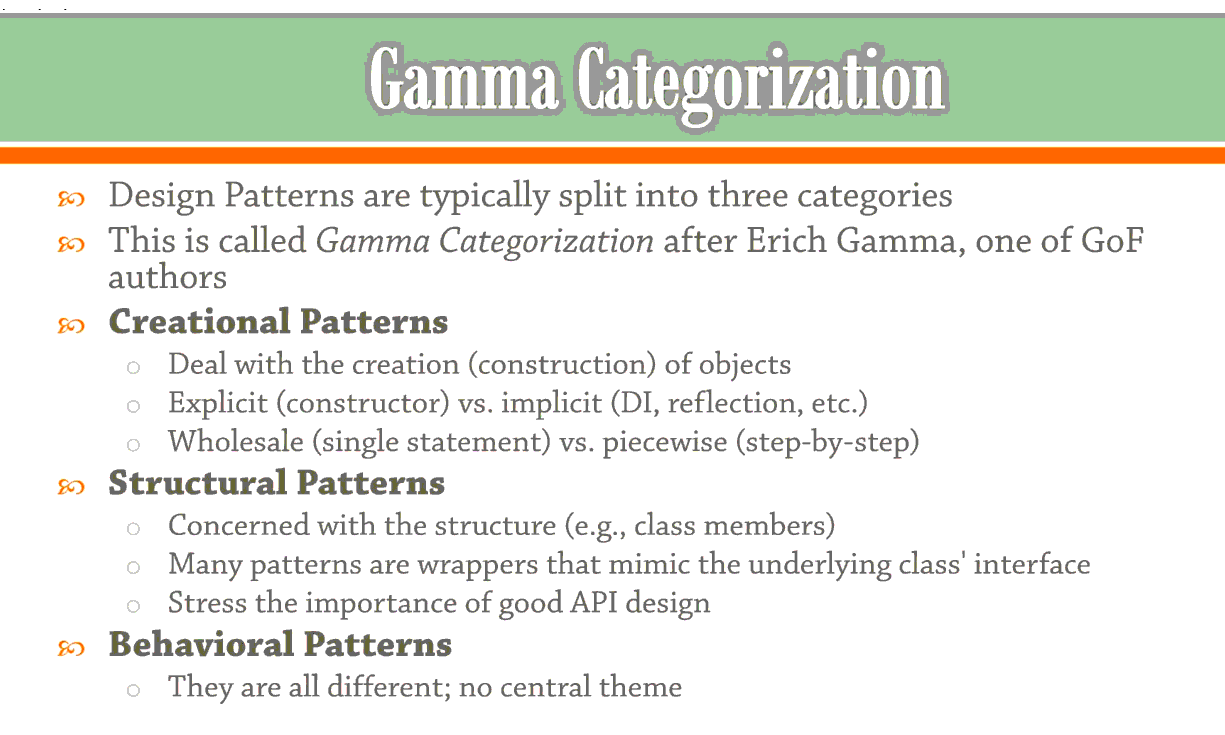 Gamma Categorization
Design Patterns are typically split into three categories
This is called Gamma Categorization after Erich Gamma, one of GoF
authors
Creational Patterns
Deal with the creation (construction) of objects
Explicit (constructor) vs. implicit (DI, reflection, etc.)
Wholesale (single statement) vs. piecewise (step-by-step)
Structural Patterns
Concerned with the structure (e.g., class members)
Many patterns are wrappers that mimic the underlying class' interface
Stress the importance of good API design
Behavioral Patterns
They are all different; no central theme